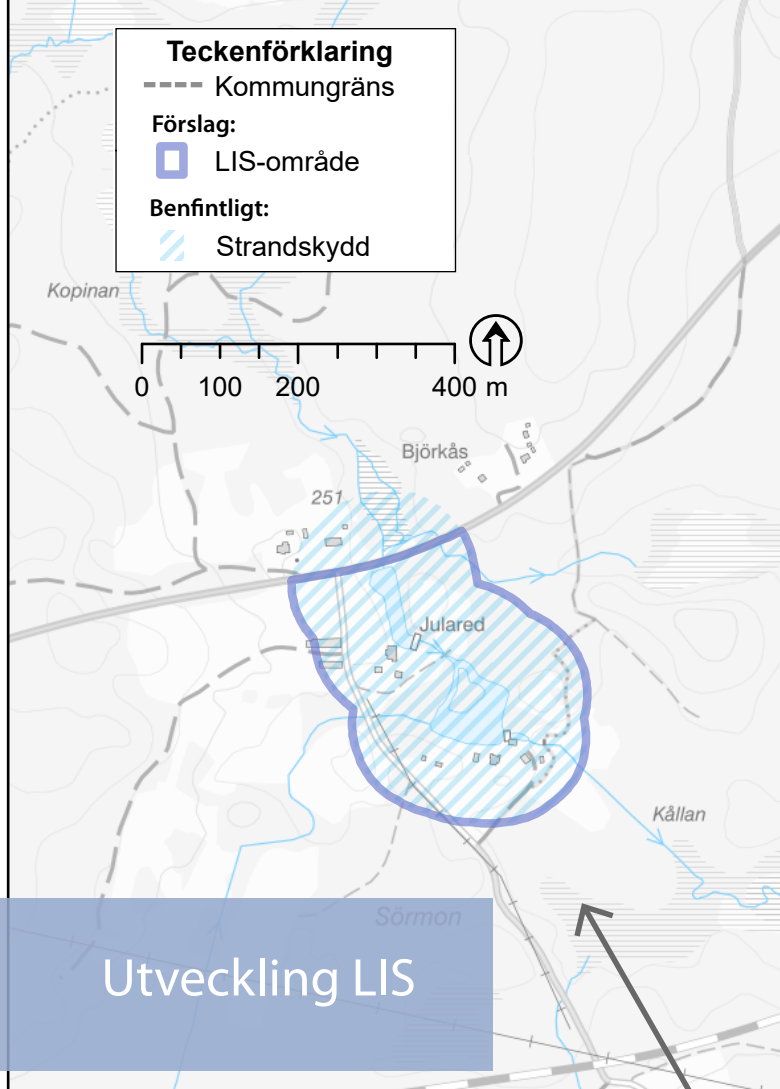 Teckenförklaring
Kommungräns
Förslag:
LIS-område
Benfintligt:
Strandskydd
Kopinan
0 100 200 400 m
Björkås
251
Julared
Kållan
Sörmon
Utveckling LIS